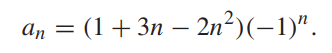 aₙ = (1 + 3n − 2n²)(−1)ⁿ.